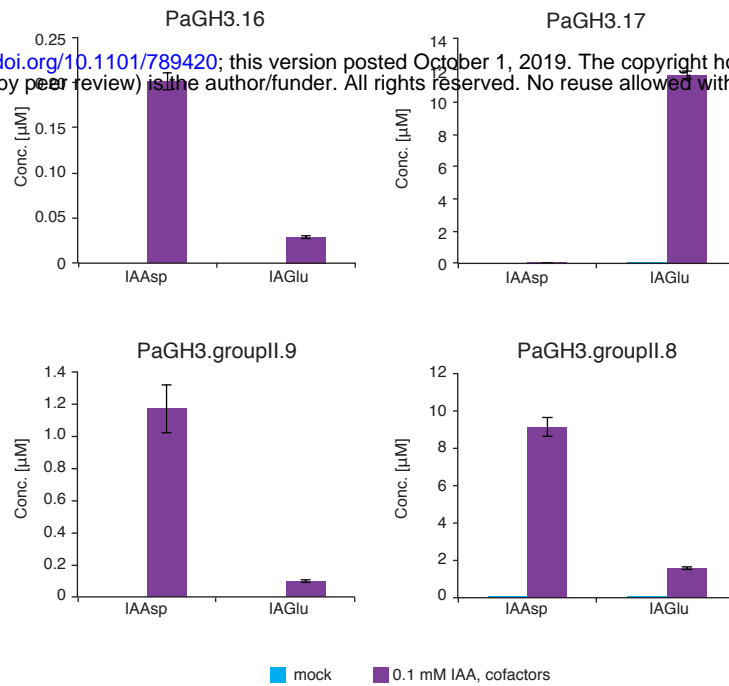 PaGH3.16
PaGH3.17
doi.org/10.1101/789420; this version posted October 1, 2019. The copyright ho
by peer review) is the author/funder. All rights reserved. No reuse allowed with
0.25
0.20
0.15
0.10
0.05
0
Conc. [µM]
IAAsp
IAGlu
14
12
10
8
6
4
2
0
Conc. [µM]
IAAsp
IAGlu
PaGH3.groupII.9
1.4
1.2
1.0
0.8
0.6
0.4
0.2
0
Conc. [µM]
IAAsp
IAGlu
PaGH3.groupII.8
12
10
8
6
4
2
0
Conc. [µM]
IAAsp
IAGlu
mock
0.1 mM IAA, cofactors